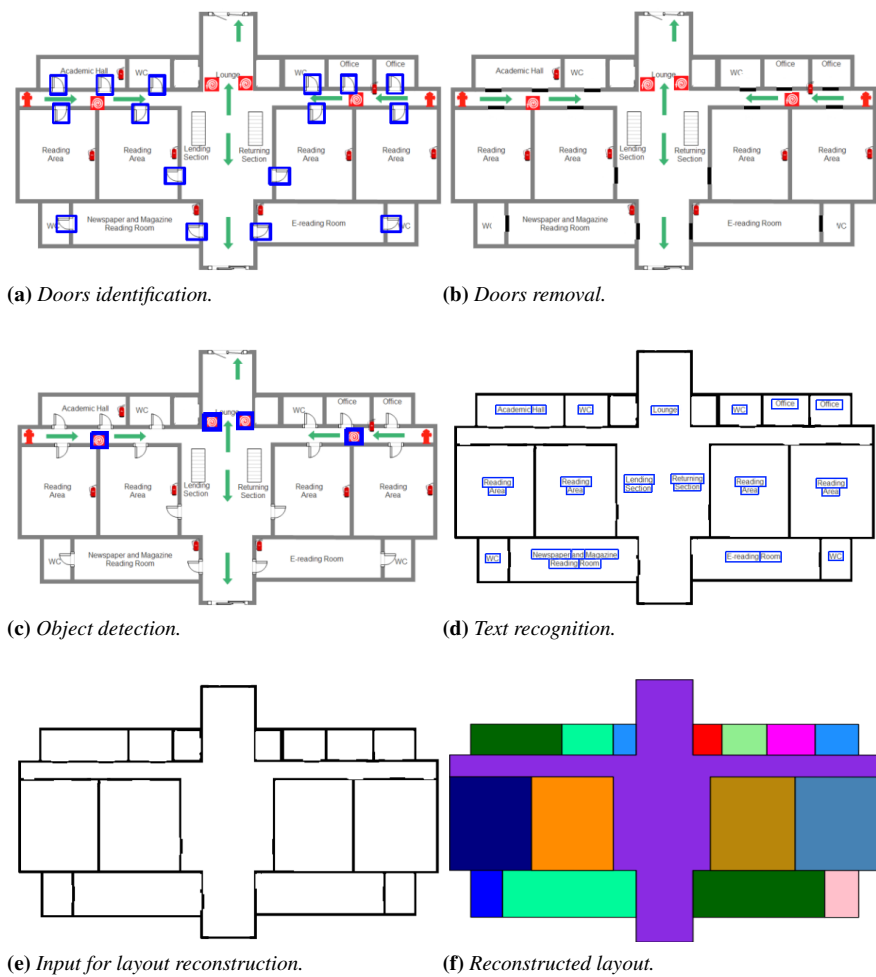 Academic Hall WC Lounge WC Office Office
Reading
Area
Reading
Area
Lending
Section
Returning
Section
Reading
Area
Reading
Area
WC
Newspaper and Magazine
Reading Room
E-reading Room
WC
(a) Doors identification.
Academic Hall WC Lounge WC Office Office
Reading
Area
Reading
Area
Lending
Section
Returning
Section
Reading
Area
Reading
Area
WC
Newspaper and Magazine
Reading Room
E-reading Room
WC
(b) Doors removal.
Academic Hall WC Lounge WC Office Office
Reading
Area
Reading
Area
Lending
Section
Returning
Section
Reading
Area
Reading
Area
WC
Newspaper and Magazine
Reading Room
E-reading Room
WC
(c) Object detection.
Academic Hall WC Lounge WC Office Office
Reading
Area
Reading
Area
Lending
Section
Returning
Section
Reading
Area
Reading
Area
WC
Newspaper and Magazine
Reading Room
E-reading Room
WC
(d) Text recognition.
(e) Input for layout reconstruction.
(f) Reconstructed layout.